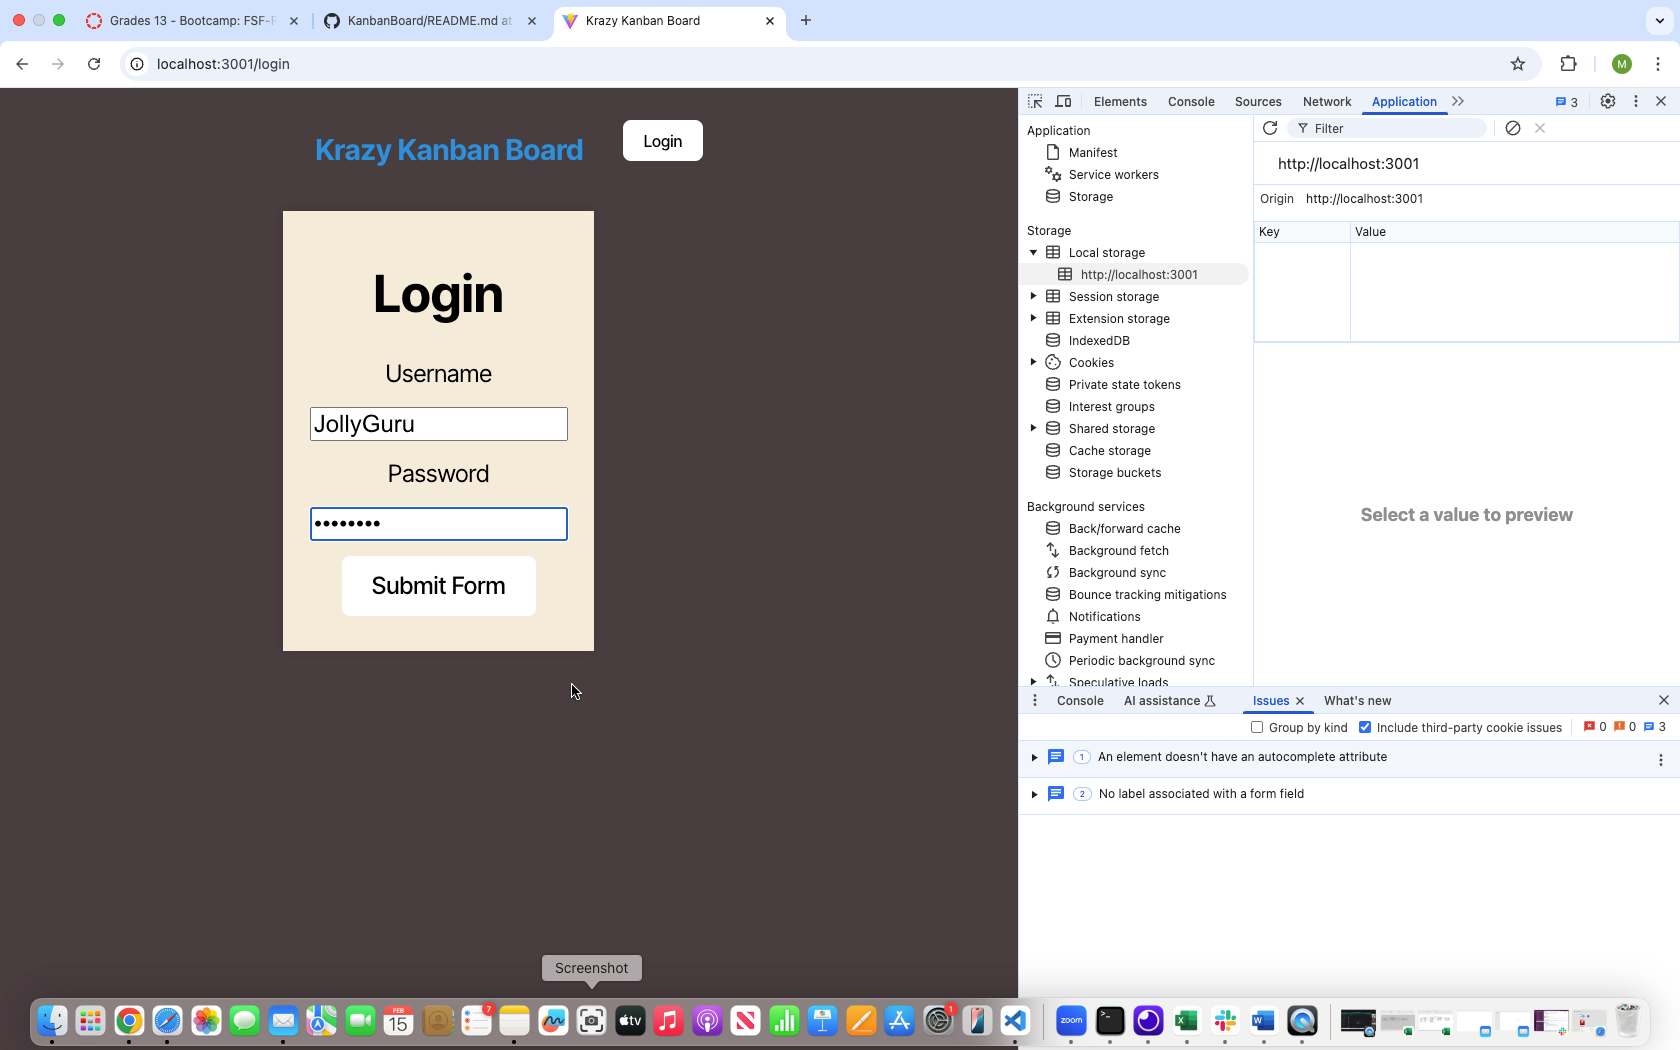 Grades 13 - Bootcamp: FSF-F
KanbanBoard/README.md at
Krazy Kanban Board
localhost:3001/login
M
Krazy Kanban Board
Login
Login
Username
JollyGuru
Password
••••••••
Submit Form
Elements
Console
Sources
Network
Application
3
Application
Manifest
Service workers
Storage
Storage
Local storage
http://localhost:3001
Session storage
Extension storage
IndexedDB
Cookies
Private state tokens
Interest groups
Shared storage
Cache storage
Storage buckets
Background services
Back/forward cache
Background fetch
Background sync
Bounce tracking mitigations
Notifications
Payment handler
Periodic background sync
Speculative loads
Filter
http://localhost:3001
Origin http://localhost:3001
Key Value
Select a value to preview
Console
AI assistance
Issues
What's new
Group by kind
Include third-party cookie issues
0 0 3
1 An element doesn't have an autocomplete attribute
2 No label associated with a form field
Screenshot
FEB
15
7
tv
1
zoom